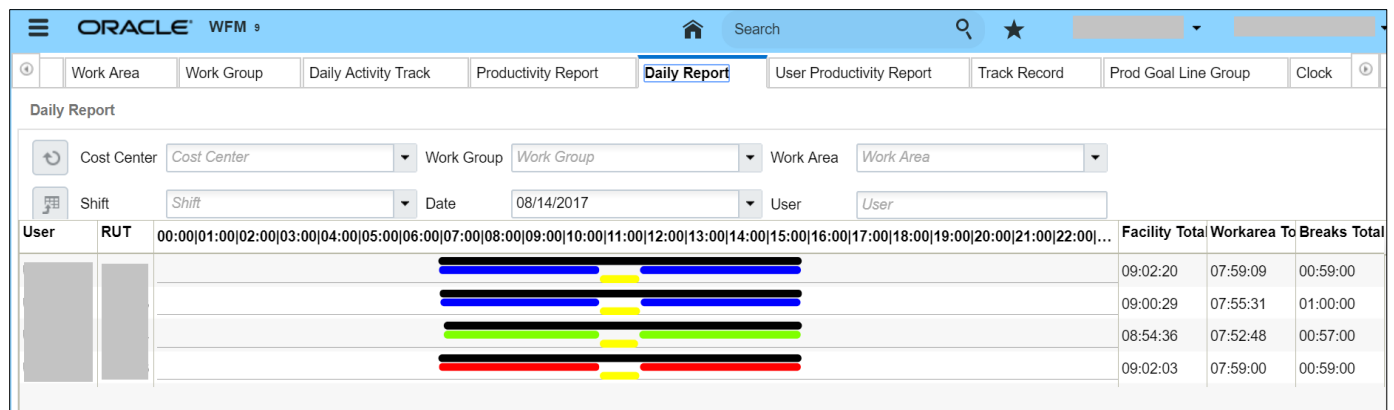 ORACLE WFM 9 Search
Work Area Work Group Daily Activity Track Productivity Report Daily Report User Productivity Report Track Record Prod Goal Line Group Clock
Daily Report
Cost Center Cost Center Work Group Work Group Work Area Work Area
Shift Shift Date 08/14/2017 User User
User RUT 00:00|01:00|02:00|03:00|04:00|05:00|06:00|07:00|08:00|09:00|10:00|11:00|12:00|13:00|14:00|15:00|16:00|17:00|18:00|19:00|20:00|21:00|22:00|... Facility Total Workarea To Breaks Total
09:02:20 07:59:09 00:59:00
09:00:29 07:55:31 01:00:00
08:54:36 07:52:48 00:57:00
09:02:03 07:59:00 00:59:00